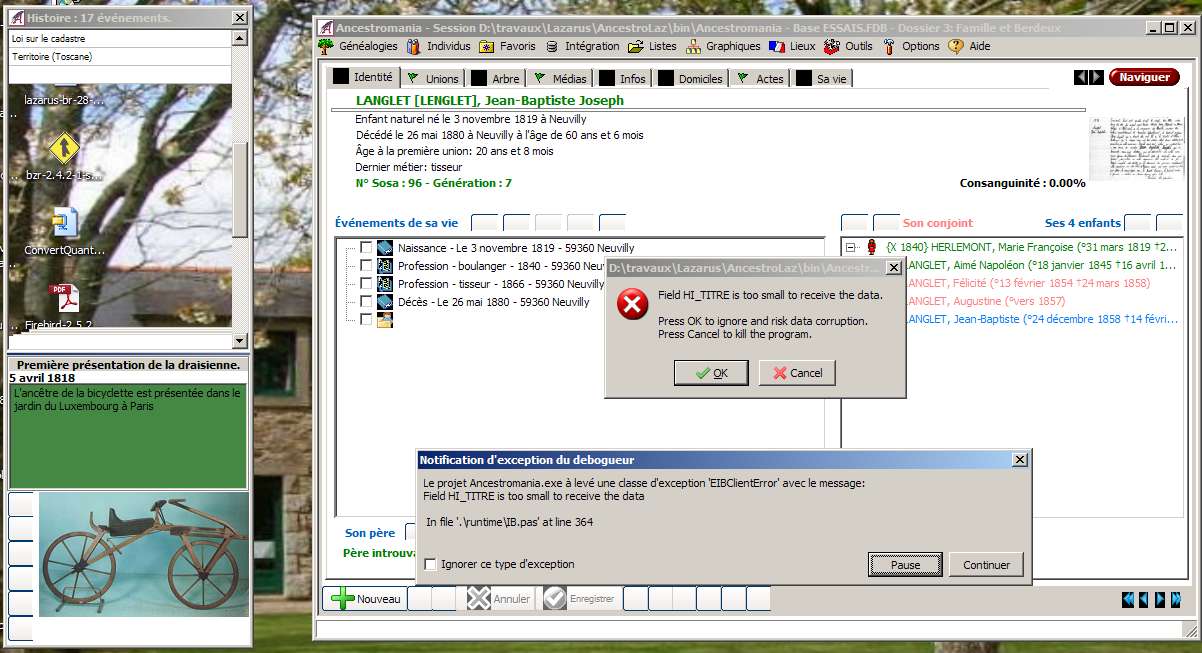 Histoire : 17 événements.
Loi sur le cadastre
Territoire (Toscane)
lazarus-br-28-...
bzr-2.4.2-1-s...
ConvertQuant...
PDF
Firebird-2.5.2
Première présentation de la draisienne.
5 avril 1818
L'ancêtre de la bicyclette est présentée dans le
jardin du Luxembourg à Paris
Ancestromania - Session D:\travaux\Lazarus\AncestroLaz\bin\Ancestromania - Base ESSAIS.FDB - Dossier 3: Famille et Berdeux
Généalogies Individus Favoris Intégration Listes Graphiques Lieux Outils Options Aide
Identité Unions Arbre Médias Infos Domiciles Actes Sa vie Naviguer
LANGLET [LENGLET], Jean-Baptiste Joseph
Enfant naturel né le 3 novembre 1819 à Neuvilly
Décédé le 26 mai 1880 à Neuvilly à l'âge de 60 ans et 6 mois
Âge à la première union: 20 ans et 8 mois
Dernier métier: tisseur
N° Sosa : 96 - Génération : 7
Consanguinité : 0.00%
Événements de sa vie
Son conjoint
Ses 4 enfants
Naissance - Le 3 novembre 1819 - 59360 Neuvilly
Profession - boulanger - 1840 - 59360 Neuv
Profession - tisseur - 1866 - 59360 Neuvilly
Décès - Le 26 mai 1880 - 59360 Neuvilly
{X 1840} HERLEMONT, Marie Françoise (°31 mars 1819 †2...
ANGLET, Aimé Napoléon (°18 janvier 1845 †16 avril 1...
ANGLET, Félicité (°13 février 1854 †24 mars 1858)
ANGLET, Augustine (°vers 1857)
ANGLET, Jean-Baptiste (°24 décembre 1858 †14 févri...
D:\travaux\Lazarus\AncestroLaz\bin\Ancestr...
Field HI_TITRE is too small to receive the data.
Press OK to ignore and risk data corruption.
Press Cancel to kill the program.
OK Cancel
Notification d'exception du debogueur
Le projet Ancestromania.exe à levé une classe d'exception 'EIBClientError' avec le message:
Field HI_TITRE is too small to receive the data
In file '.\runtime\IB.pas' at line 364
Ignorer ce type d'exception
Pause Continuer
Son père
Père introuva
Nouveau Annuler Enregistrer